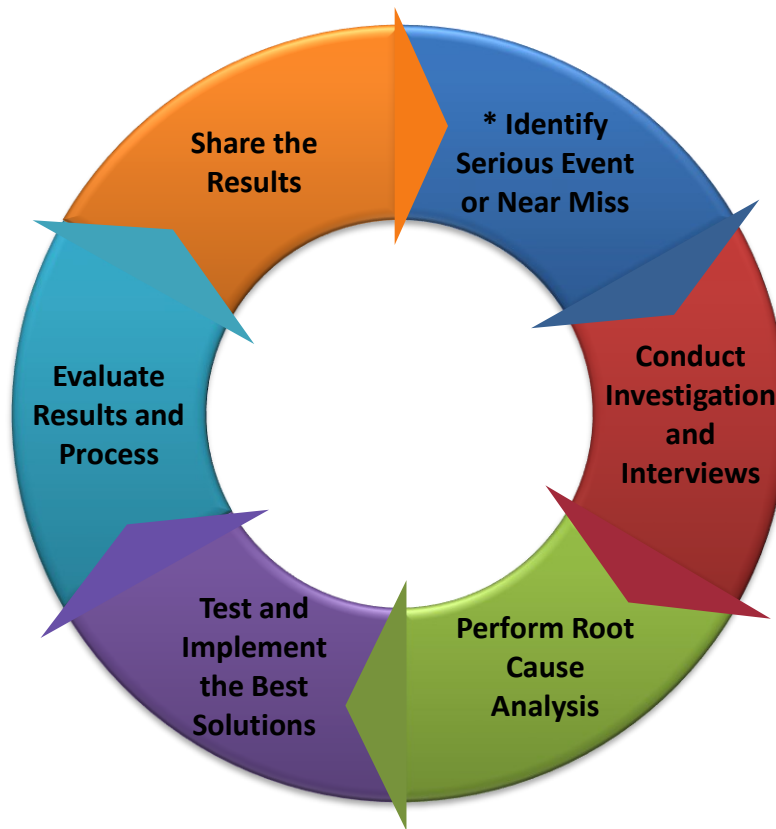 * Identify
Serious Event
or Near Miss
Conduct
Investigation
and
Interviews
Perform Root
Cause
Analysis
Test and
Implement
the Best
Solutions
Evaluate
Results and
Process
Share the
Results